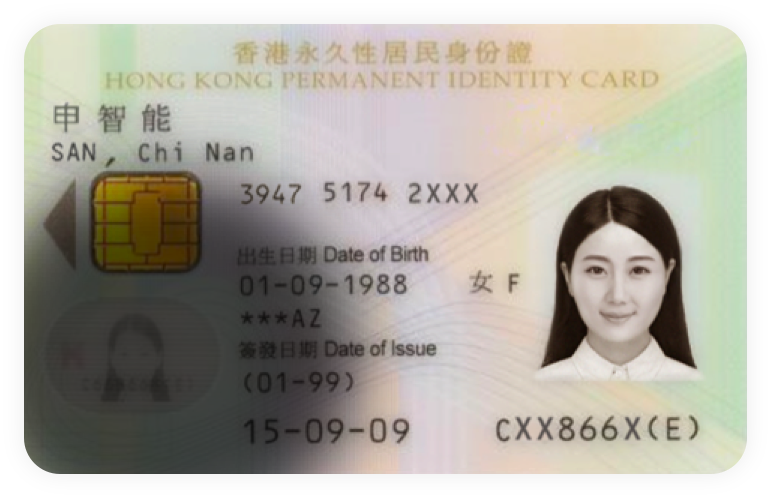 香港永久性居民身份證
HONG KONG PERMANENT IDENTITY CARD
申智能
SAN, Chi Nan
3947 5174 2XXX
出生日期 Date of Birth
01-09-1988 女 F
***AZ
簽發日期 Date of Issue
(01-99)
15-09-09 CXX866X(E)